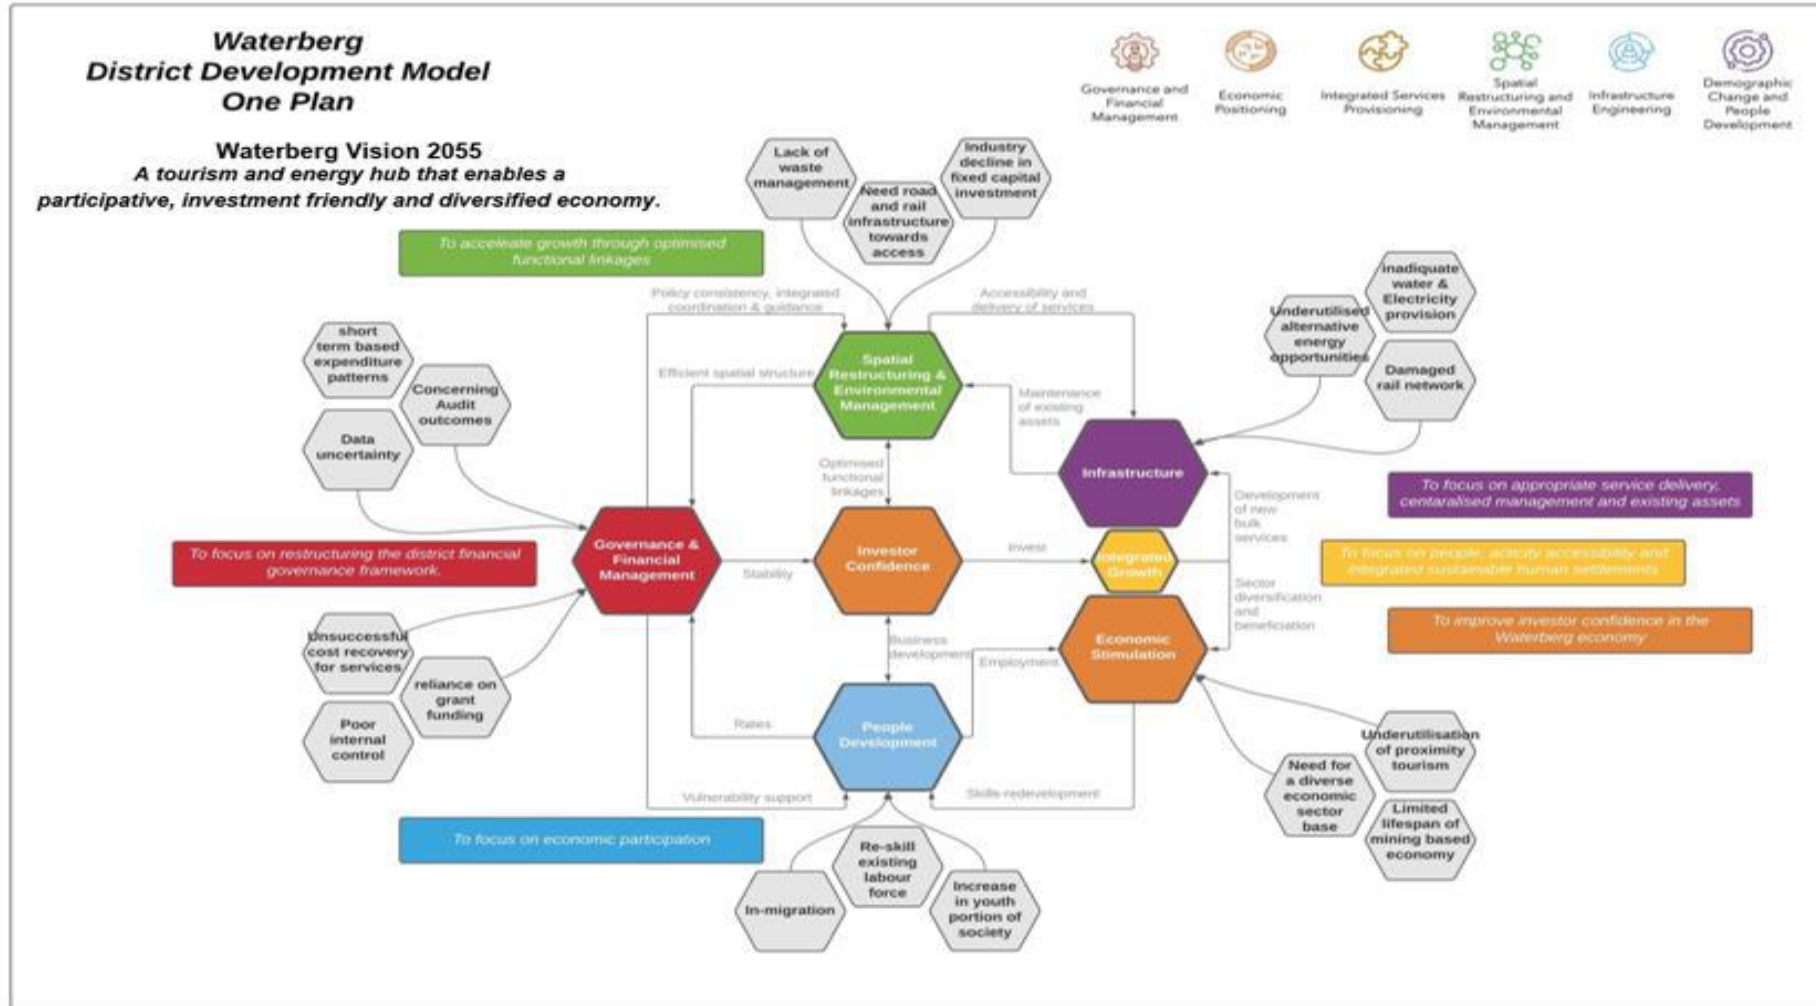 Waterberg
District Development Model
One Plan
Waterberg Vision 2055
A tourism and energy hub that enables a
participative, investment friendly and diversified economy.
Governance and
Financial
Management
Economic
Positioning
Integrated Services
Provisioning
Spatial
Restructuring and
Environmental
Management
Infrastructure
Engineering
Demographic
Change and
People
Development
Lack of
waste
management
Need road
and rail
infrastructure
towards
access
Industry
decline in
fixed capital
investment
To acceleate growth through optimised
functional linkages
Policy consistency, integrated
coordination & guidance
Accessibility and
delivery of services
inadiquate
water &
Electricity
provision
Underutilised
alternative
energy
opportunities
Damaged
rail network
short
term based
expenditure
patterns
Concerning
Audit
outcomes
Data
uncertainty
Efficient spatial structure
Spatial
Restructuring &
Environmental
Management
Maintenance
of existing
assets
Optimised
functional
linkages
Infrastructure
To focus on appropriate service delivery,
centaralised management and existing assets
Development
of new
bulk
services
To focus on restructuring the district financial
governance framework.
Governance &
Financial
Management
Stability
Investor
Confidence
Invest
Integrated
Growth
To focus on people, activity accessibility and
integrated sustainable human settlements
Sector
diversification
and
beneficiation
To improve investor confidence in the
Waterberg economy
Unsuccessful
cost recovery
for services
reliance on
grant
funding
Poor
internal
control
Business
development
Employment
Economic
Stimulation
Rates
People
Development
Vulnerability support
Skills redevelopment
Underutilisation
of proximity
tourism
Need for
a diverse
economic
sector
base
Limited
lifespan of
mining based
economy
To focus on economic participation
Re-skill
existing
labour
force
In-migration
Increase
in youth
portion of
society